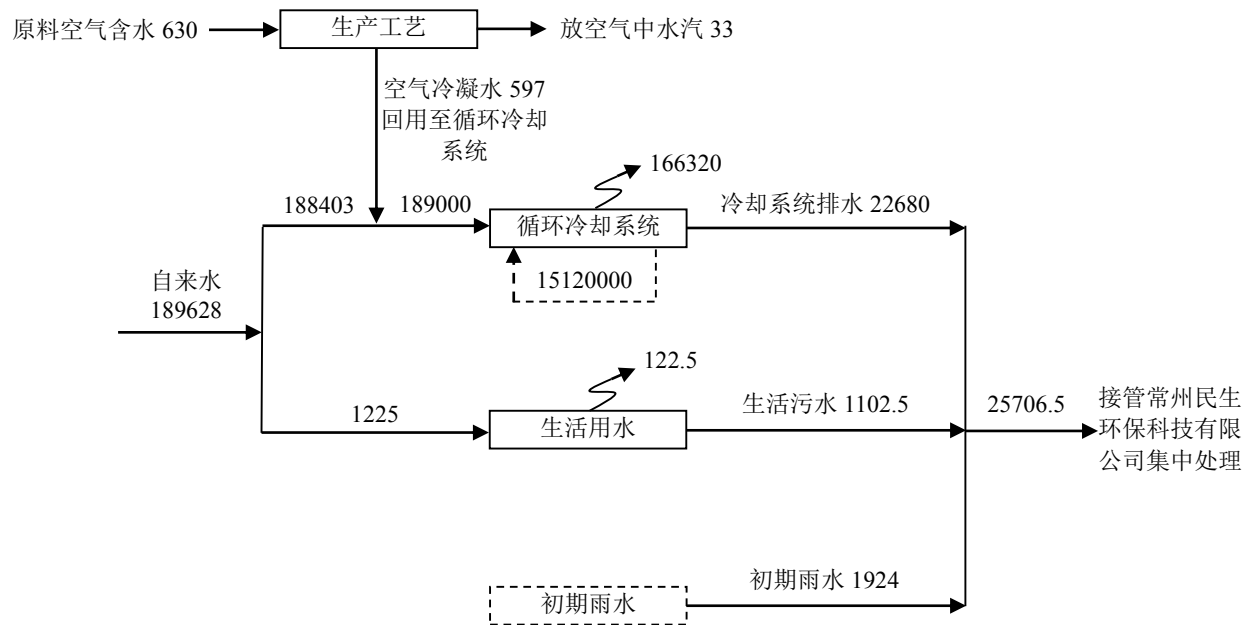 原料空气含水 630
生产工艺
放空气中水汽 33
空气冷凝水 597
回用至循环冷却
系统
166320
188403
189000
循环冷却系统
冷却系统排水 22680
15120000
自来水
189628
122.5
1225
生活用水
生活污水 1102.5
25706.5
接管常州民生
环保科技有限
公司集中处理
初期雨水
初期雨水 1924